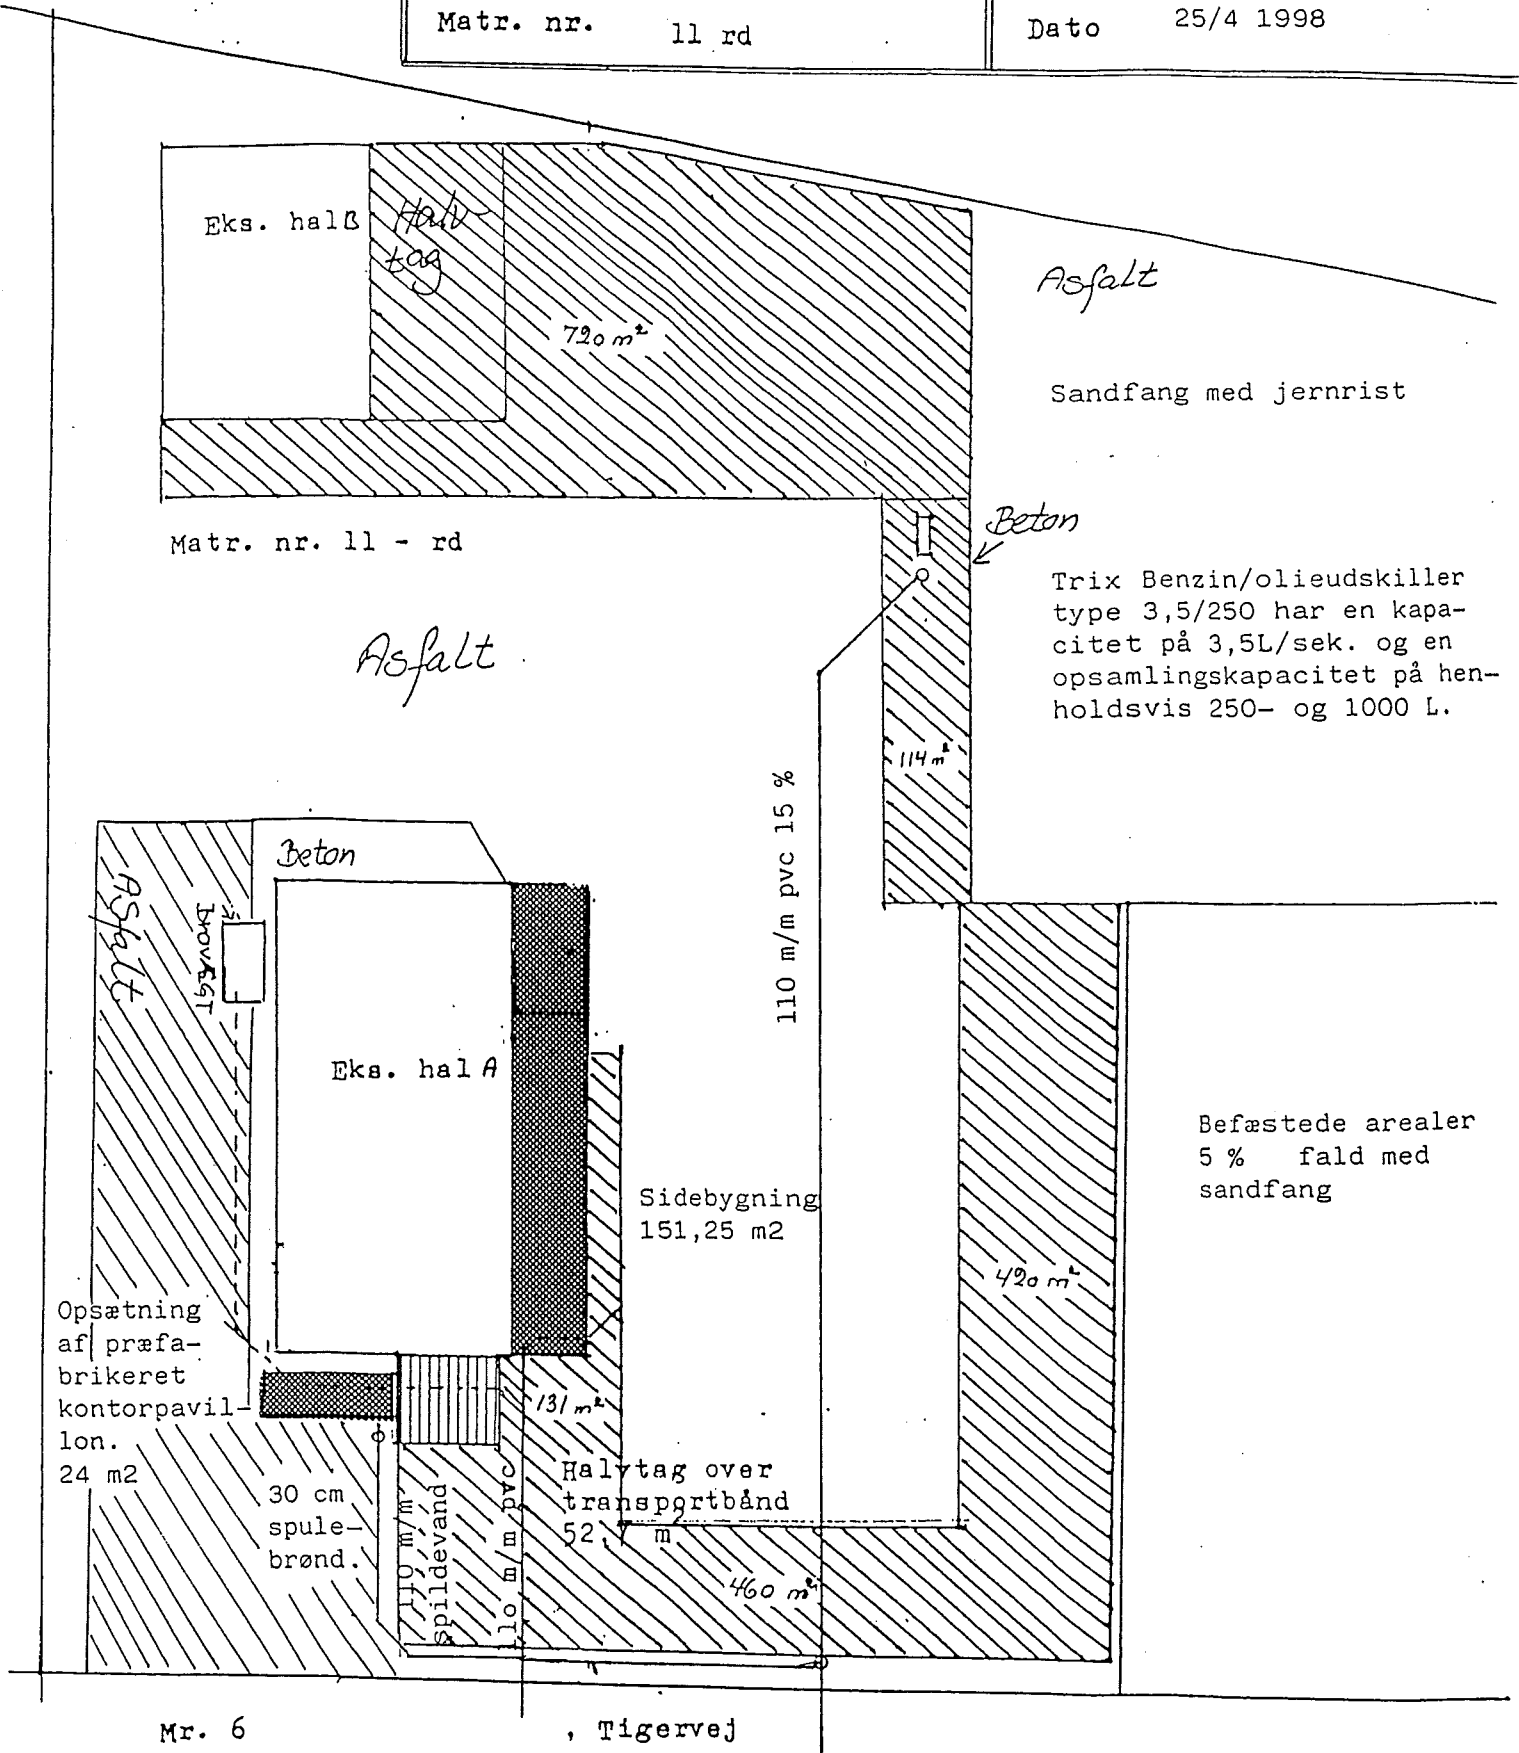 Matr. nr. 11 rd
Dato 25/4 1998
Eks. hal B
Halv-
tag
Asfalt
720 m²
Sandfang med jernrist
Beton
Matr. nr. 11 - rd
Trix Benzin/olieudskiller
type 3,5/250 har en kapa-
citet på 3,5L/sek. og en
opsamlingskapacitet på hen-
holdsvis 250- og 1000 L.
Asfalt
114 m²
110 m/m pvc 15 %
Beton
Asfalt
brovægt
Eks. hal A
Befæstede arealer
5 % fald med
sandfang
Sidebygning
151,25 m2
420 m²
Opsætning
af præfa-
brikeret
kontorpavil-
lon.
24 m2
131 m²
Halvtag over
transportbånd
52,7 m2
30 cm
spule-
brønd.
110 m/m
spildevand
110 m/m pvc
460 m²
Mr. 6 , Tigervej